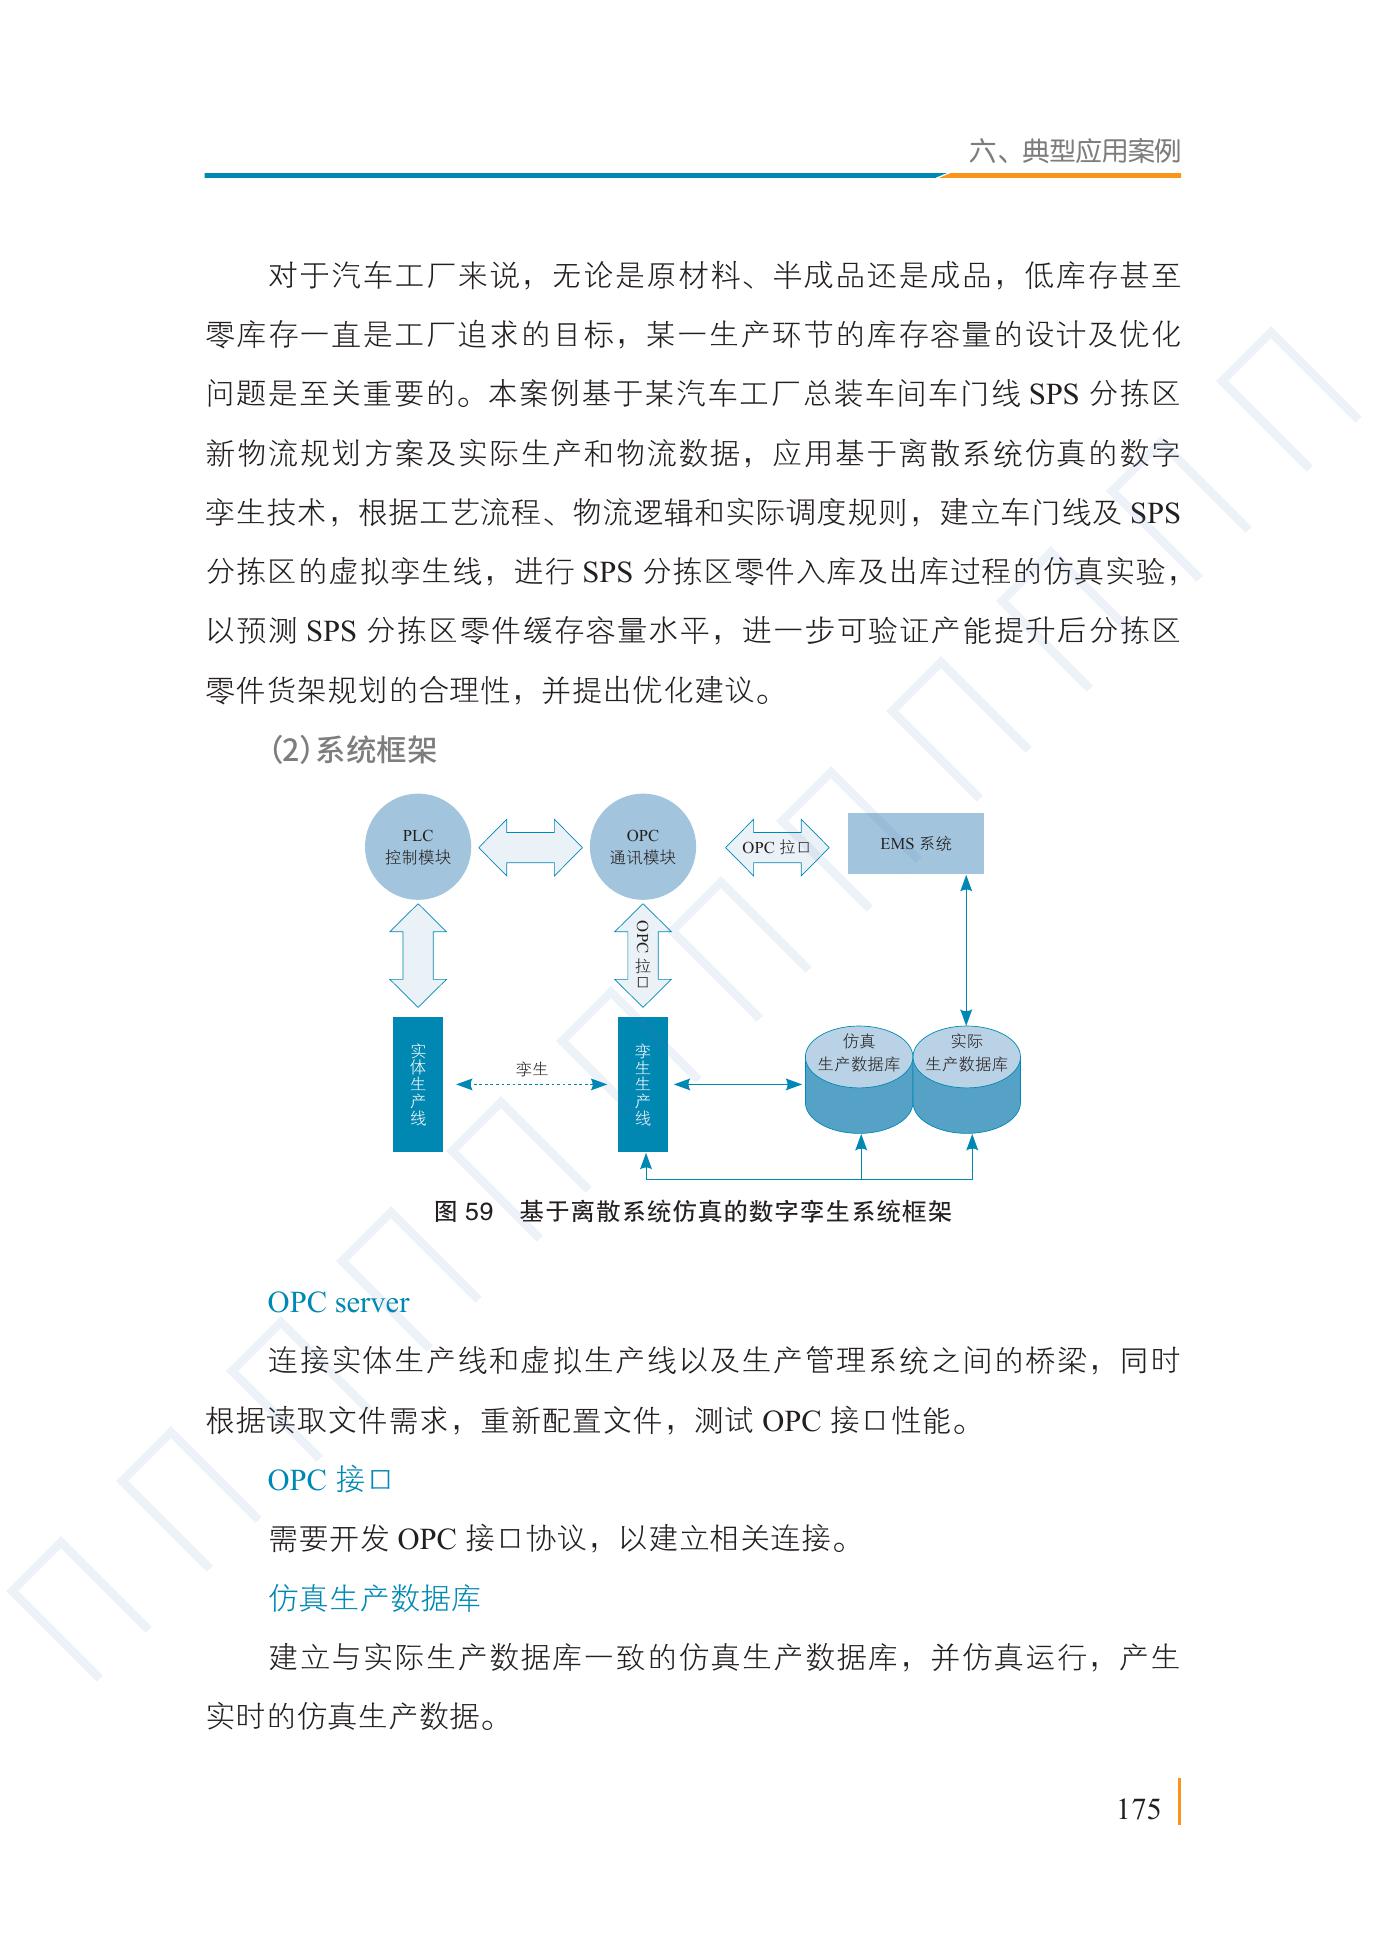 六、典型应用案例
对于汽车工厂来说，无论是原材料、半成品还是成品，低库存甚至
零库存一直是工厂追求的目标，某一生产环节的库存容量的设计及优化
问题是至关重要的。本案例基于某汽车工厂总装车间车门线 SPS 分拣区
新物流规划方案及实际生产和物流数据，应用基于离散系统仿真的数字
孪生技术，根据工艺流程、物流逻辑和实际调度规则，建立车门线及 SPS
分拣区的虚拟孪生线，进行 SPS 分拣区零件入库及出库过程的仿真实验，
以预测 SPS 分拣区零件缓存容量水平，进一步可验证产能提升后分拣区
零件货架规划的合理性，并提出优化建议。
（2）系统框架
PLC
控制模块
OPC
通讯模块
OPC 拉口
EMS 系统
OPC 拉口
实体生产线
孪生
孪生生产线
仿真
生产数据库
实际
生产数据库
图 59 基于离散系统仿真的数字孪生系统框架
OPC server
连接实体生产线和虚拟生产线以及生产管理系统之间的桥梁，同时
根据读取文件需求，重新配置文件，测试 OPC 接口性能。
OPC 接口
需要开发 OPC 接口协议，以建立相关连接。
仿真生产数据库
建立与实际生产数据库一致的仿真生产数据库，并仿真运行，产生
实时的仿真生产数据。
175